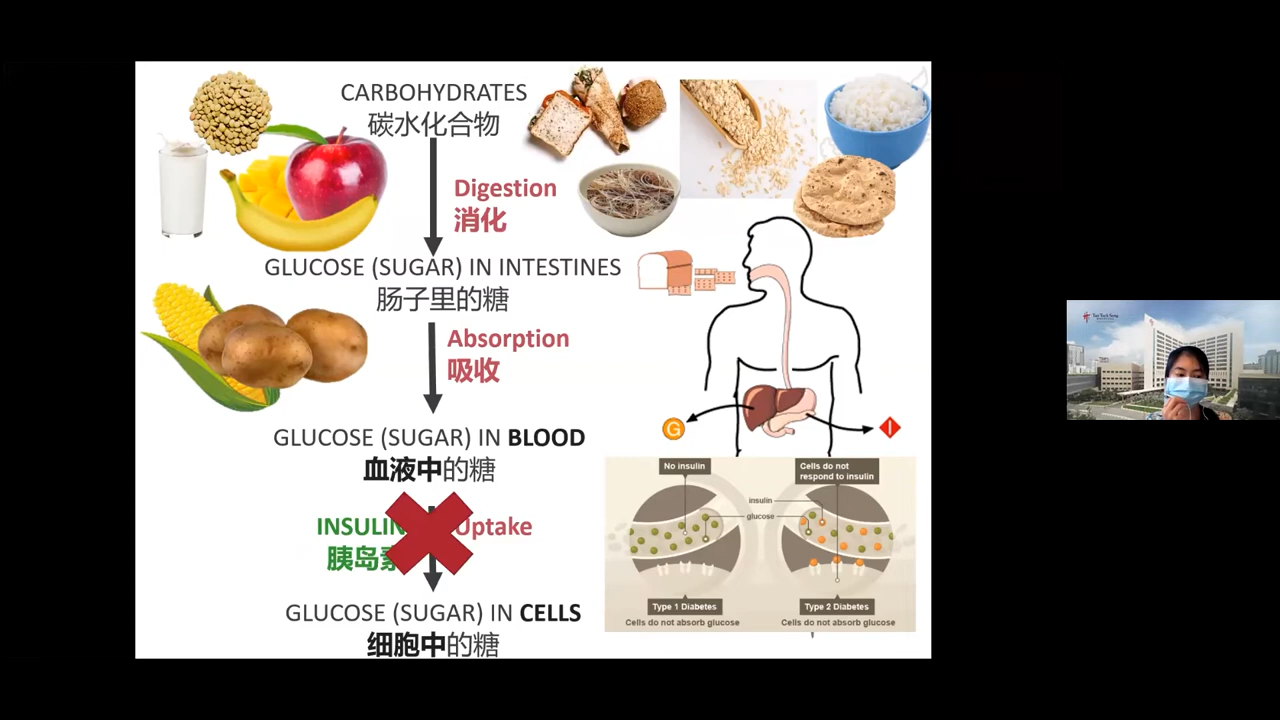 CARBOHYDRATES
碳水化合物
Digestion
消化
GLUCOSE (SUGAR) IN INTESTINES
肠子里的糖
Absorption
吸收
GLUCOSE (SUGAR) IN BLOOD
血液中的糖
INSULIN Uptake
胰岛素
GLUCOSE (SUGAR) IN CELLS
细胞中的糖
G
I
No insulin
Cells do not
respond to insulin
insulin
glucose
Type 1 Diabetes
Cells do not absorb glucose
Type 2 Diabetes
Cells do not absorb glucose
Tan Tock Seng